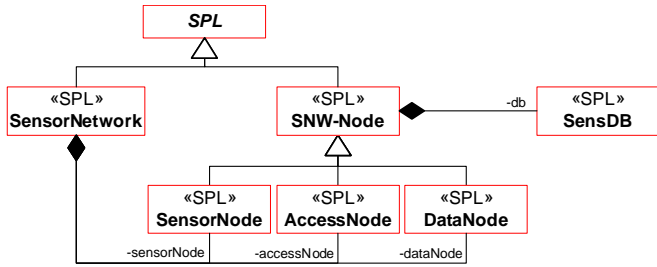 SPL
«SPL»
SensorNetwork
«SPL»
SNW-Node
-db
«SPL»
SensDB
«SPL»
SensorNode
«SPL»
AccessNode
«SPL»
DataNode
-sensorNode
-accessNode
-dataNode